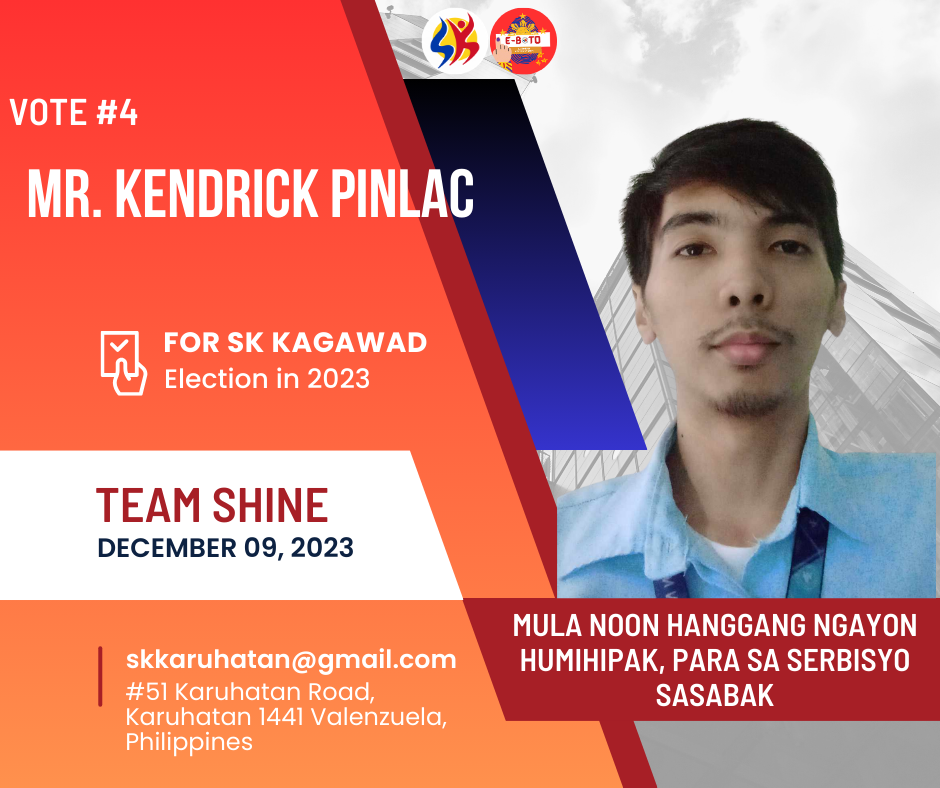 E-BOTO
VOTE #4
MR. KENDRICK PINLAC
FOR SK KAGAWAD
Election in 2023
TEAM SHINE
DECEMBER 09, 2023
skkaruhatan@gmail.com
#51 Karuhatan Road,
Karuhatan 1441 Valenzuela,
Philippines
MULA NOON HANGGANG NGAYON
HUMIHIPAK, PARA SA SERBISYO
SASABAK